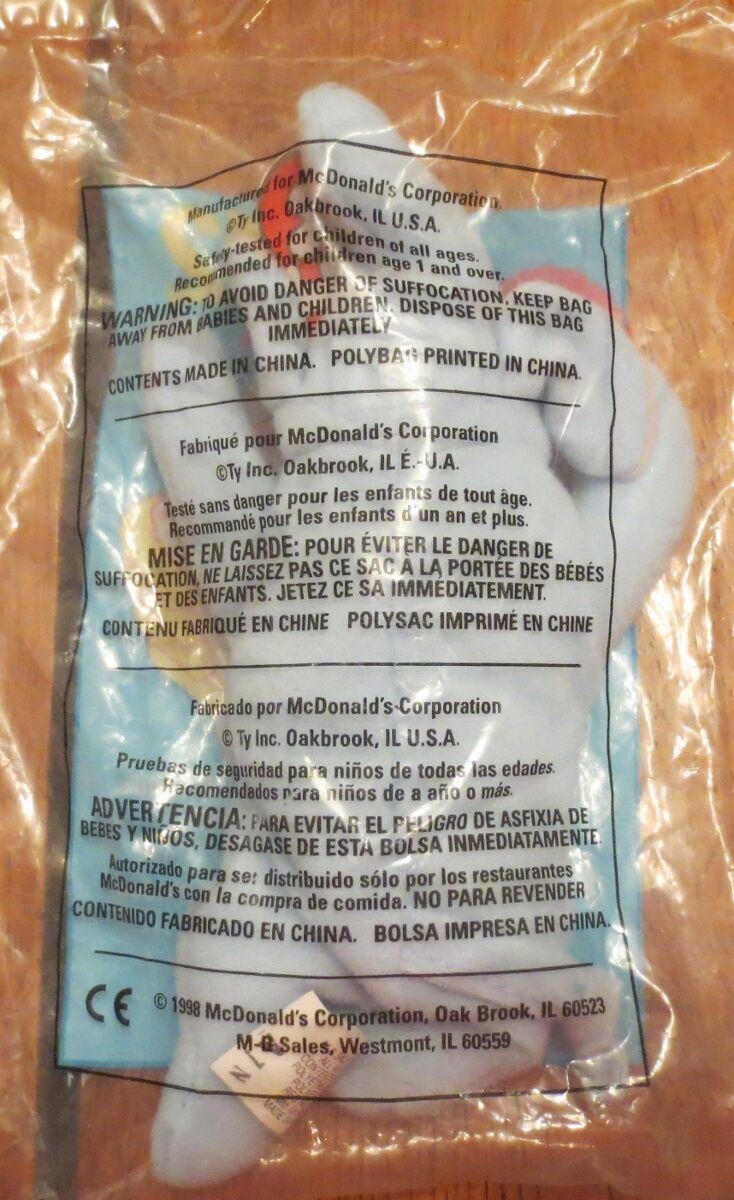 Manufactured for McDonald's Corporation.
©Ty Inc. Oakbrook, IL U.S.A.
Safety-tested for children of all ages.
Recommended for children age 1 and over.
WARNING: TO AVOID DANGER OF SUFFOCATION, KEEP BAG
AWAY FROM BABIES AND CHILDREN. DISPOSE OF THIS BAG
IMMEDIATELY
CONTENTS MADE IN CHINA. POLYBAG PRINTED IN CHINA.
Fabriqué pour McDonald's Corporation
©Ty Inc. Oakbrook, IL É.-U.A.
Testé sans danger pour les enfants de tout âge.
Recommandé pour les enfants d'un an et plus.
MISE EN GARDE: POUR ÉVITER LE DANGER DE
SUFFOCATION, NE LAISSEZ PAS CE SAC À LA PORTÉE DES BÉBÉS
ET DES ENFANTS. JETEZ CE SA IMMÉDIATEMENT.
CONTENU FABRIQUÉ EN CHINE POLYSAC IMPRIMÉ EN CHINE
Fabricado por McDonald's Corporation
© Ty Inc. Oakbrook, IL U.S.A.
Pruebas de seguridad para niños de todas las edades.
Recomendados para niños de a año o más.
ADVERTENCIA: PARA EVITAR EL PELIGRO DE ASFIXIA DE
BEBES Y NIÑOS, DESAGASE DE ESTA BOLSA INMEDIATAMENTE.
Autorizado para ser distribuido sólo por los restaurantes
McDonald's con la compra de comida. NO PARA REVENDER
CONTENIDO FABRICADO EN CHINA. BOLSA IMPRESA EN CHINA.
CE © 1998 McDonald's Corporation, Oak Brook, IL 60523
M-B Sales, Westmont, IL 60559